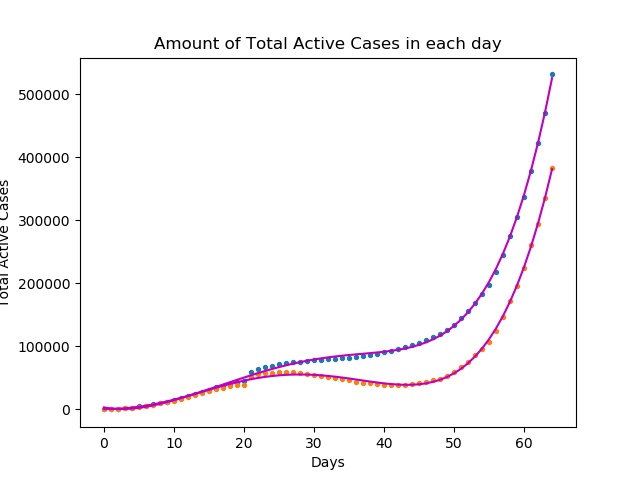 Amount of Total Active Cases in each day
500000
400000
300000
200000
100000
0
Total Active Cases
0 10 20 30 40 50 60
Days